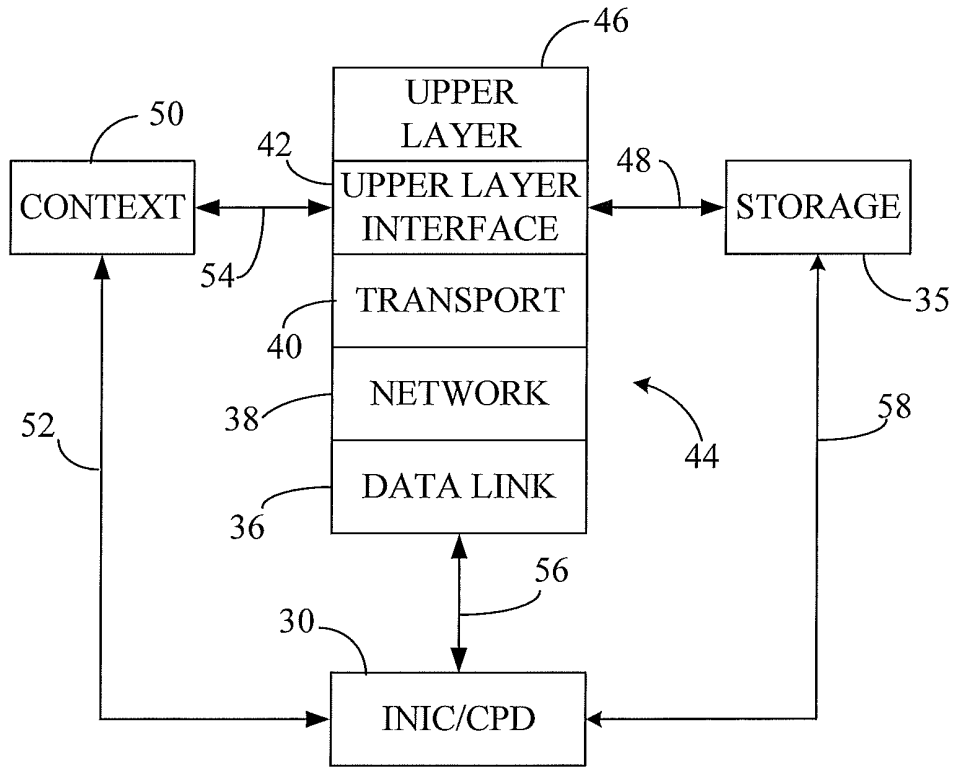 46
UPPER
LAYER
50
42
48
CONTEXT
UPPER LAYER
INTERFACE
STORAGE
54
35
TRANSPORT
40
NETWORK
38
52
58
44
DATA LINK
36
56
30
INIC/CPD